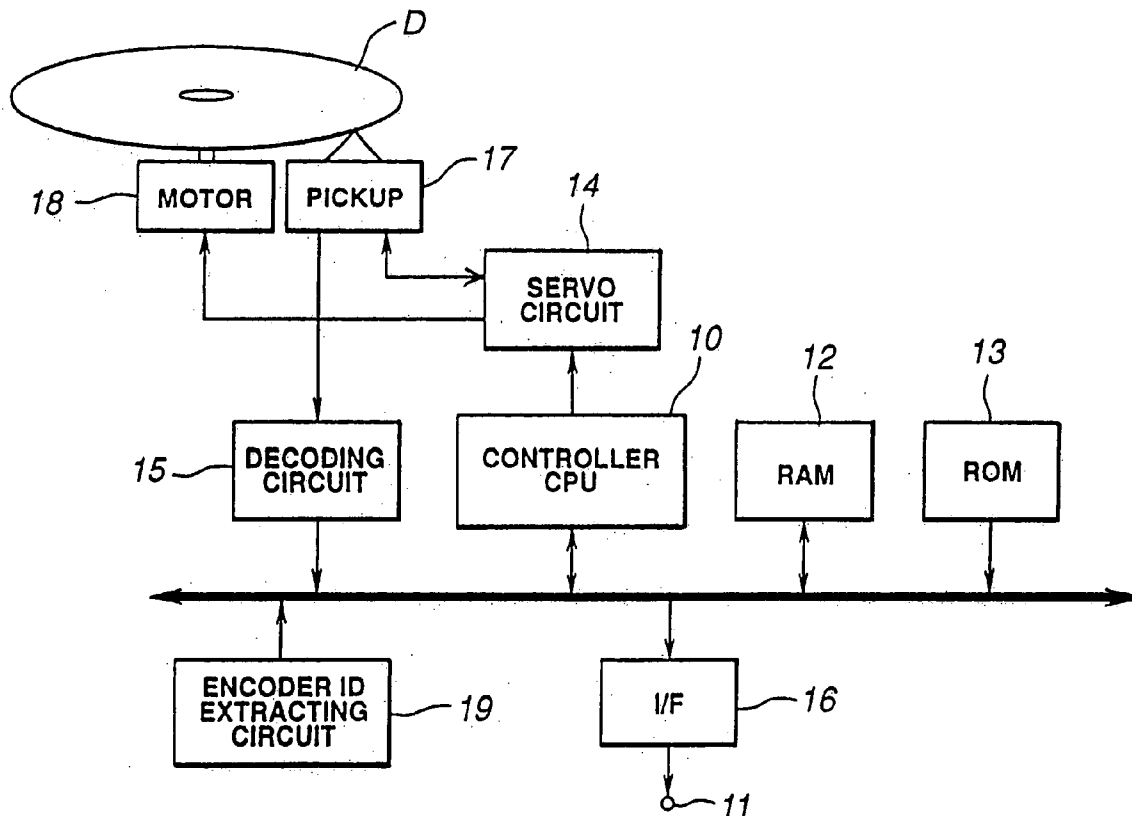 D
17
18
MOTOR
PICKUP
14
SERVO
CIRCUIT
10
12
13
15
DECODING
CIRCUIT
CONTROLLER
CPU
RAM
ROM
ENCODER ID
EXTRACTING
CIRCUIT
19
I/F
16
11